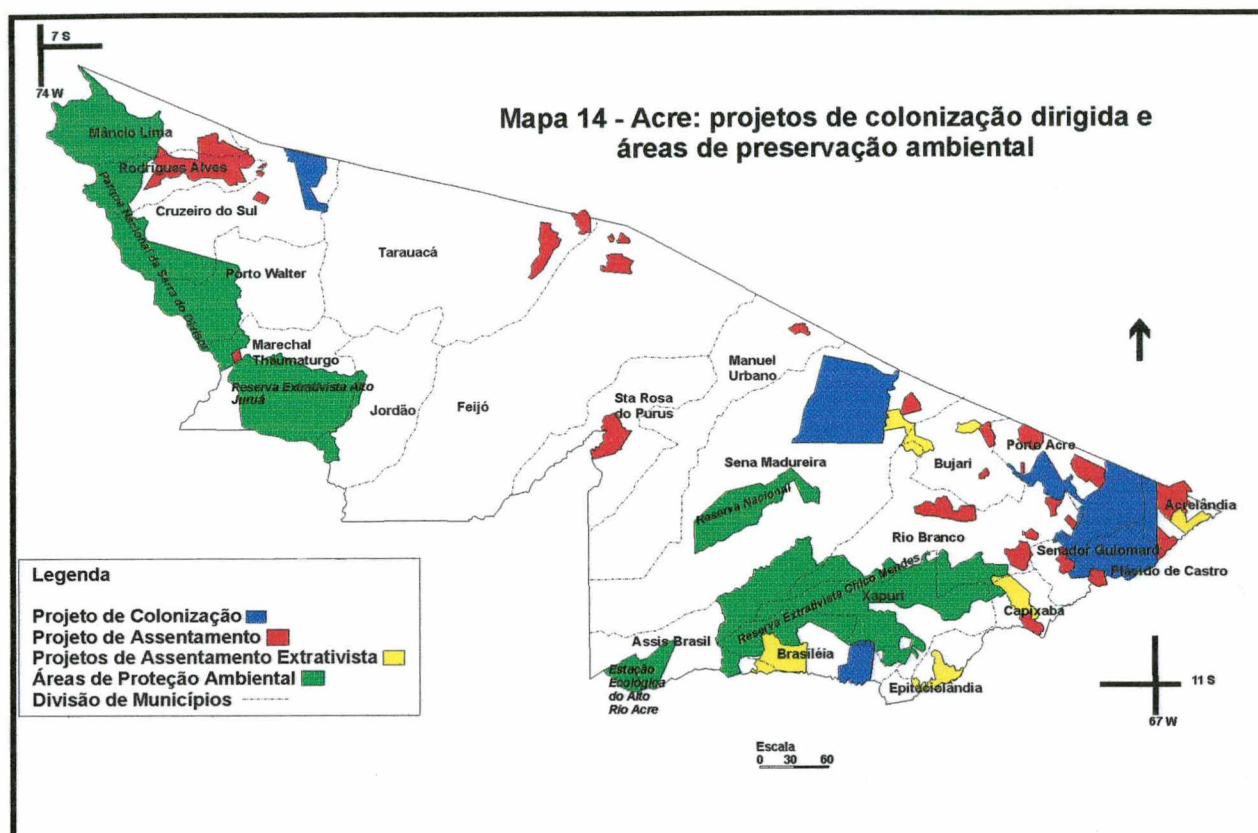 7 S
74 W
Mapa 14 - Acre: projetos de colonização dirigida e
áreas de preservação ambiental
Mâncio Lima
Rodrigues Alves
Parque Nacional da Serra do Divisor
Cruzeiro do Sul
Tarauacá
Pôrto Walter
Marechal
Thaumaturgo
Reserva Extrativista Alto
Juruá
Jordão
Feijó
Manuel
Urbano
Sta Rosa
do Purus
Sena Madureira
Reserva Nacional
Bujari
Pôrto Acre
Acrelândia
Rio Branco
Senador Guiomard
Plásido de Castro
Reserva Extrativista Chico Mendes
Xapuri
Capixaba
Assis Brasil
Brasiléia
Epitaciolândia
Estação
Ecológica
do Alto
Rio Acre
11 S
67 W
Legenda
Projeto de Colonização
Projeto de Assentamento
Projetos de Assentamento Extrativista
Áreas de Proteção Ambiental
Divisão de Municípios
Escala
0 30 60